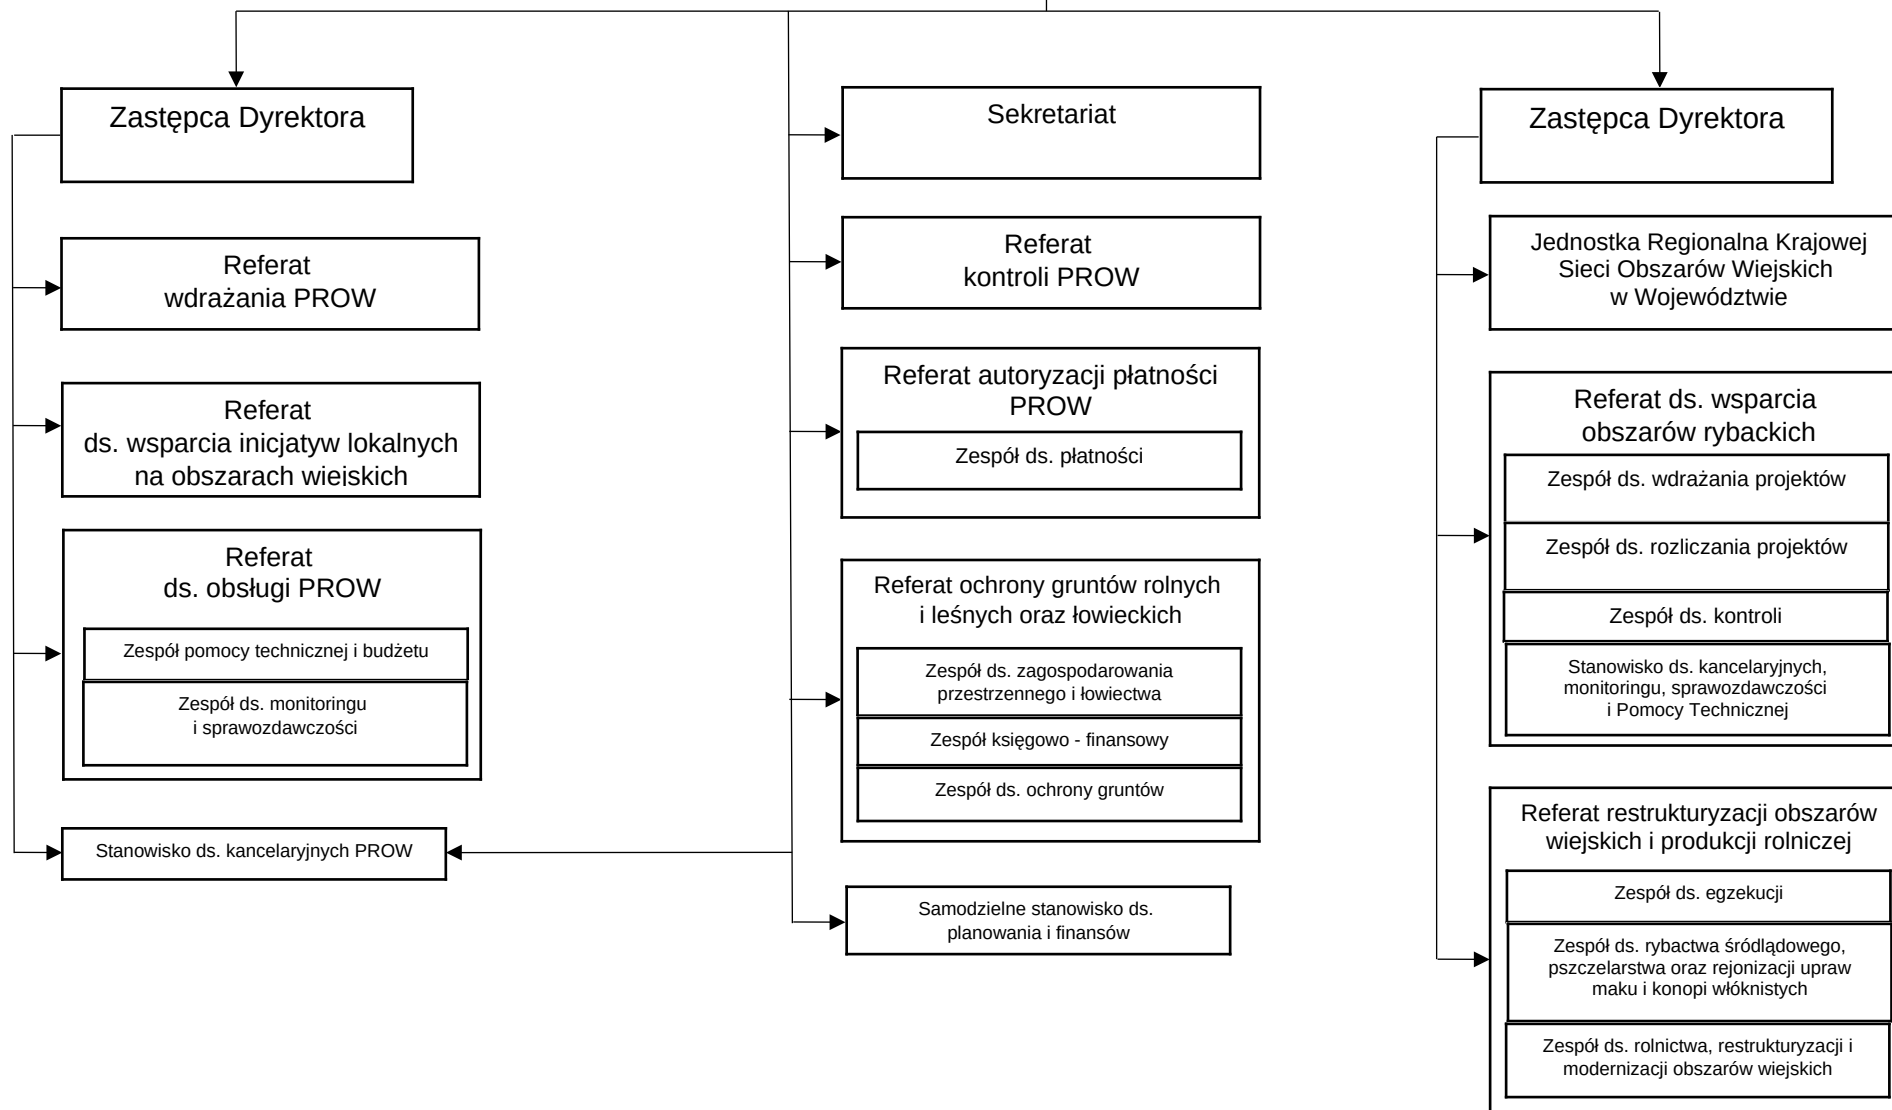 Zastępca Dyrektora
Referat
wdrażania PROW
Referat
ds. wsparcia inicjatyw lokalnych
na obszarach wiejskich
Referat
ds. obsługi PROW
Zespół pomocy technicznej i budżetu
Zespół ds. monitoringu
i sprawozdawczości
Stanowisko ds. kancelaryjnych PROW
Sekretariat
Referat
kontroli PROW
Referat autoryzacji płatności
PROW
Zespół ds. płatności
Referat ochrony gruntów rolnych
i leśnych oraz łowieckich
Zespół ds. zagospodarowania
przestrzennego i łowiectwa
Zespół księgowo - finansowy
Zespół ds. ochrony gruntów
Samodzielne stanowisko ds.
planowania i finansów
Zastępca Dyrektora
Jednostka Regionalna Krajowej
Sieci Obszarów Wiejskich
w Województwie
Referat ds. wsparcia
obszarów rybackich
Zespół ds. wdrażania projektów
Zespół ds. rozliczania projektów
Zespół ds. kontroli
Stanowisko ds. kancelaryjnych,
monitoringu, sprawozdawczości
i Pomocy Technicznej
Referat restrukturyzacji obszarów
wiejskich i produkcji rolniczej
Zespół ds. egzekucji
Zespół ds. rybactwa śródlądowego,
pszczelarstwa oraz rejonizacji upraw
maku i konopi włóknistych
Zespół ds. rolnictwa, restrukturyzacji i
modernizacji obszarów wiejskich